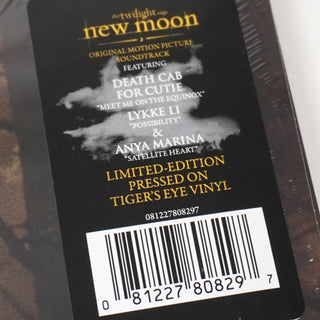 the twilight saga
new moon
ORIGINAL MOTION PICTURE
SOUNDTRACK
FEATURING
DEATH CAB
FOR CUTIE
"MEET ME ON THE EQUINOX"
LYKKE LI
"POSSIBILITY"
&
ANYA MARINA
"SATELLITE HEART"
LIMITED-EDITION
PRESSED ON
TIGER'S EYE VINYL
081227808297
0 81227 80829 7